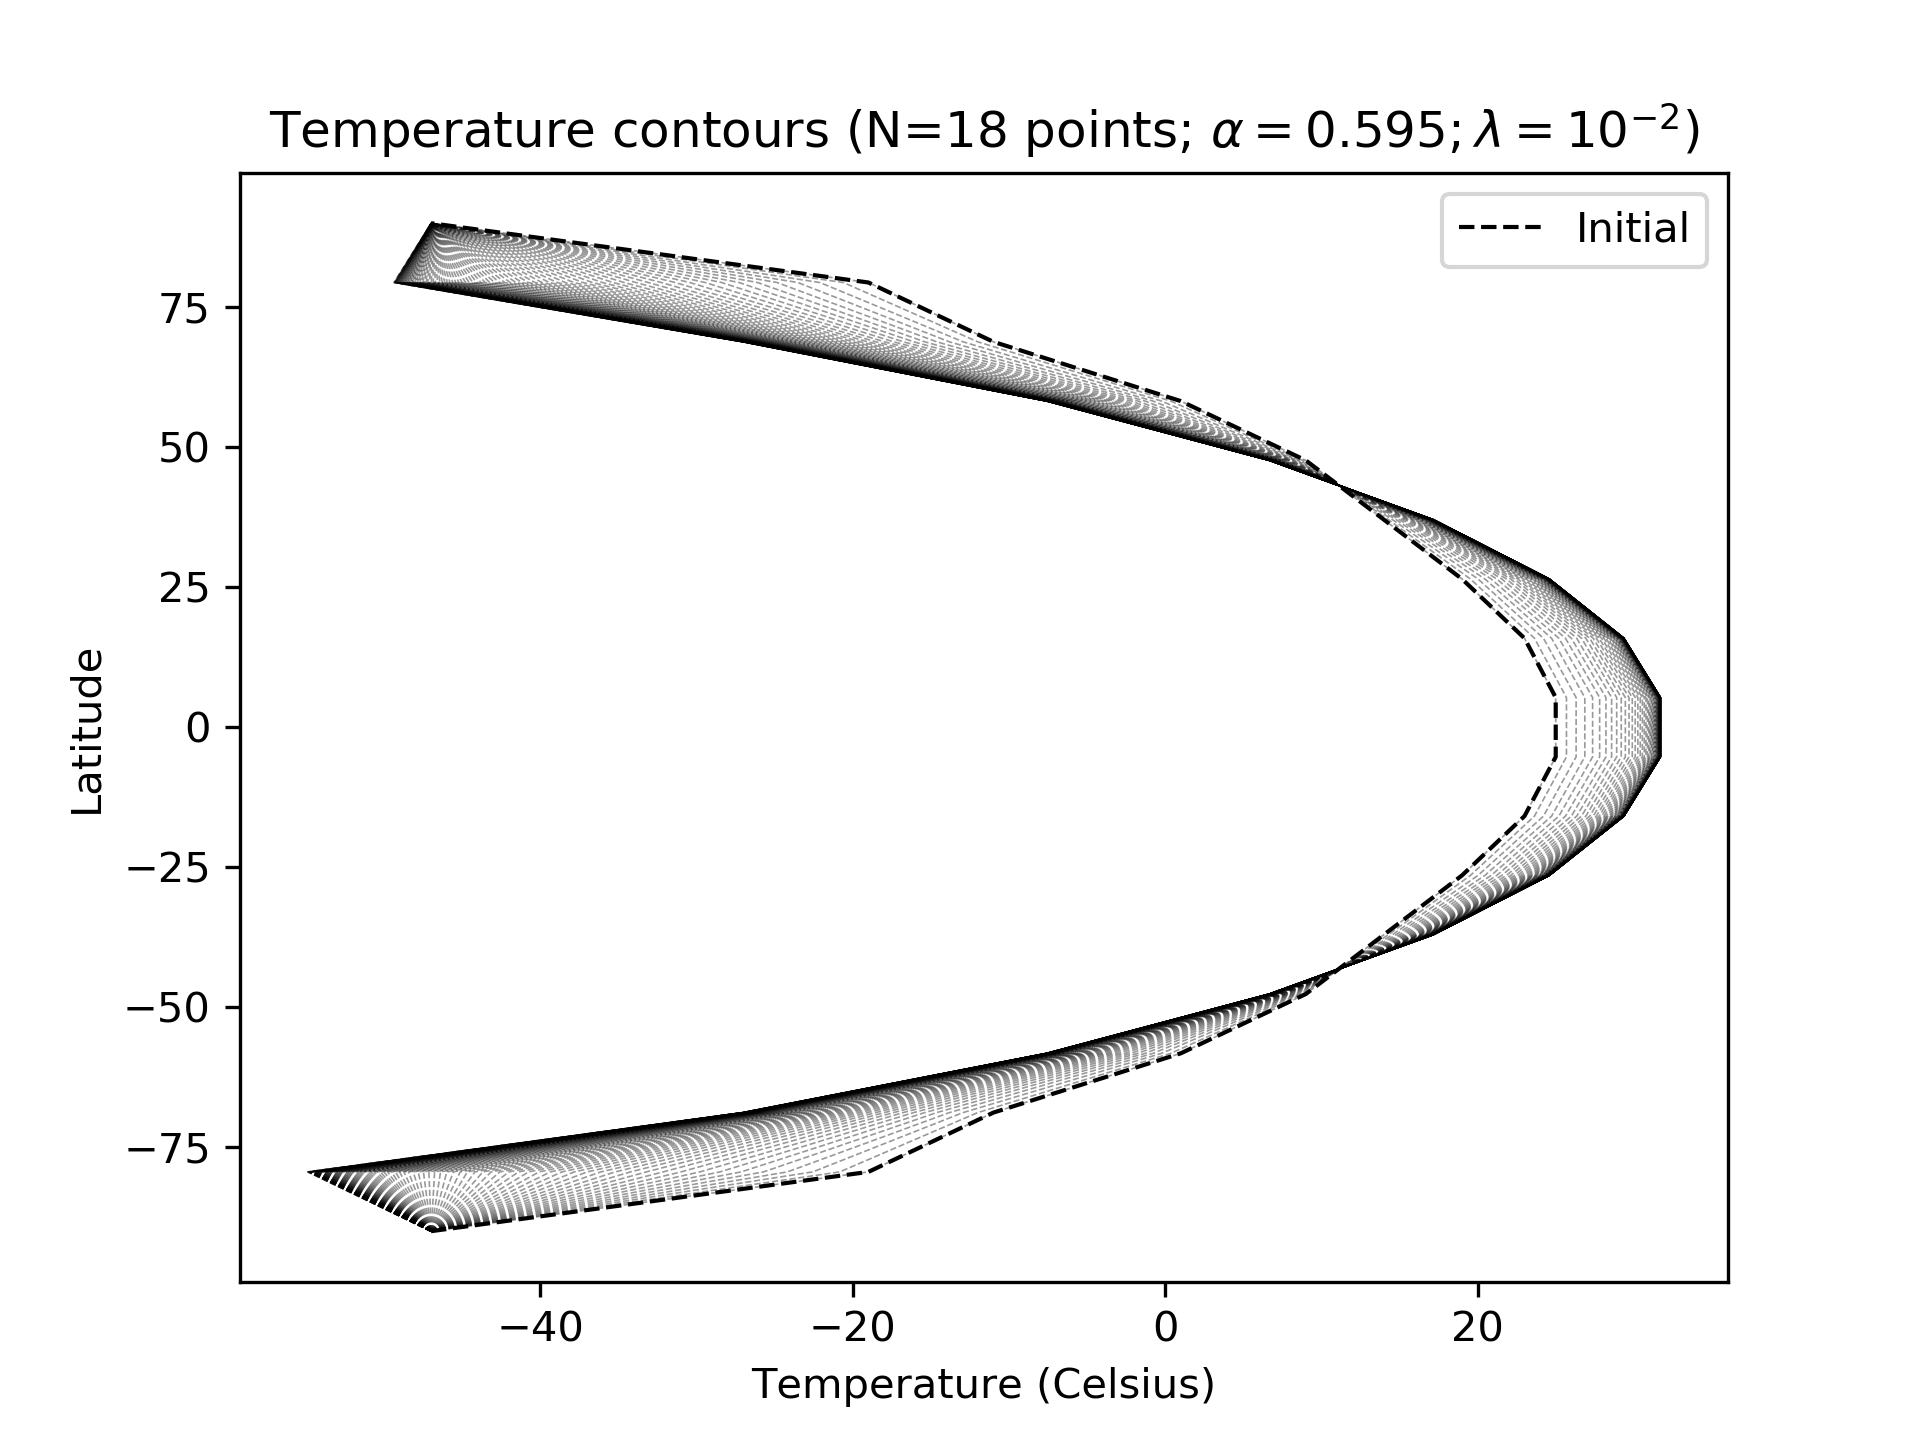 Temperature contours (N=18 points; α = 0.595; λ = 10⁻²)
Initial
75
50
25
0
−25
−50
−75
Latitude
−40 −20 0 20
Temperature (Celsius)